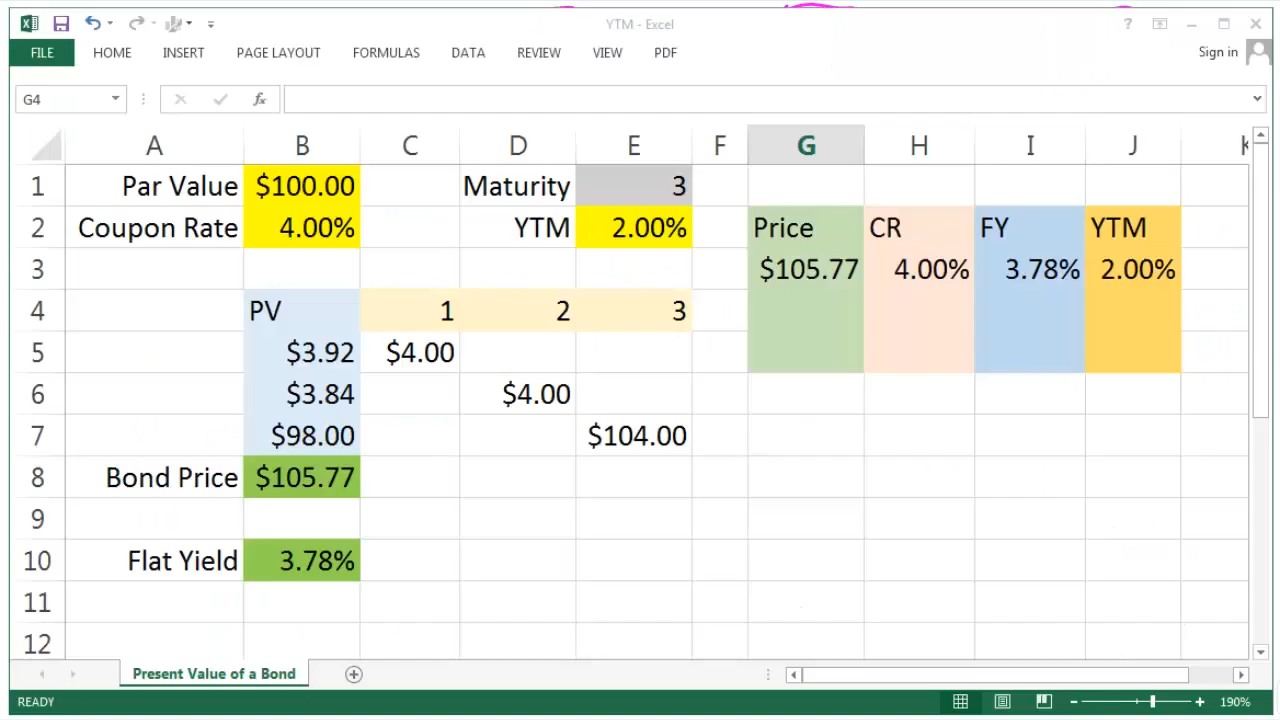 YTM - Excel
FILE HOME INSERT PAGE LAYOUT FORMULAS DATA REVIEW VIEW PDF Sign in
G4 fx
A B C D E F G H I J K
1 Par Value $100.00 Maturity 3
2 Coupon Rate 4.00% YTM 2.00% Price CR FY YTM
3 $105.77 4.00% 3.78% 2.00%
4 PV 1 2 3
5 $3.92 $4.00
6 $3.84 $4.00
7 $98.00 $104.00
8 Bond Price $105.77
9
10 Flat Yield 3.78%
11
12
Present Value of a Bond
READY 190%